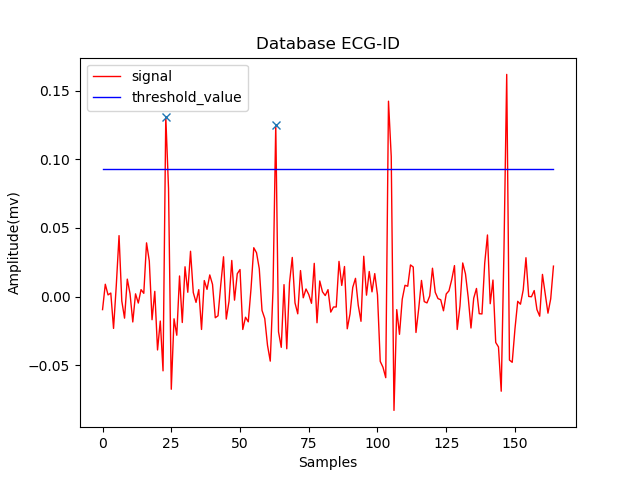 Database ECG-ID
signal
threshold_value
0.15
0.10
0.05
0.00
−0.05
Amplitude(mv)
0 25 50 75 100 125 150
Samples